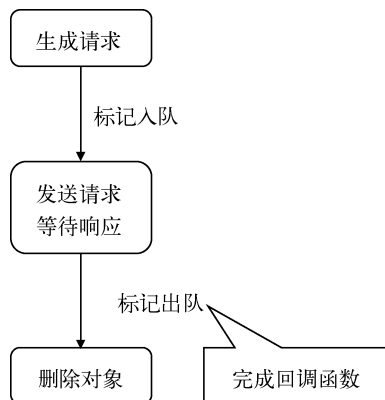 生成请求
标记入队
发送请求
等待响应
标记出队
删除对象
完成回调函数